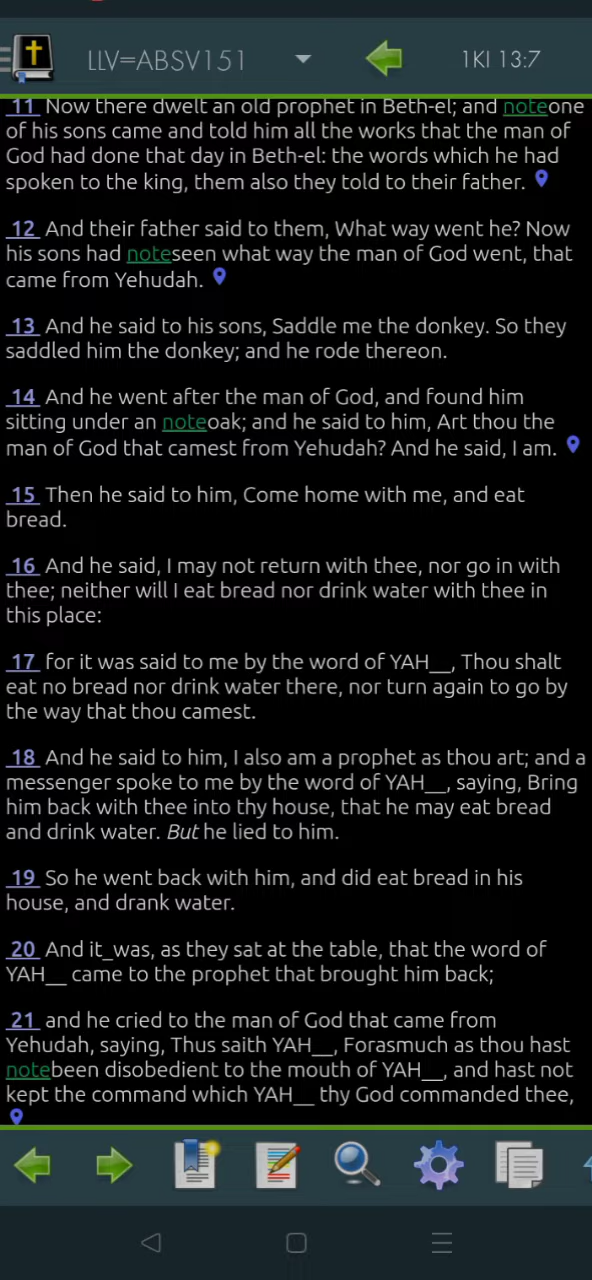 LLV=ABSV151
1KI 13:7
11 Now there dwelt an old prophet in Beth-el; and noteone
of his sons came and told him all the works that the man of
God had done that day in Beth-el: the words which he had
spoken to the king, them also they told to their father.
12 And their father said to them, What way went he? Now
his sons had noteseen what way the man of God went, that
came from Yehudah.
13 And he said to his sons, Saddle me the donkey. So they
saddled him the donkey; and he rode thereon.
14 And he went after the man of God, and found him
sitting under an noteoak; and he said to him, Art thou the
man of God that camest from Yehudah? And he said, I am.
15 Then he said to him, Come home with me, and eat
bread.
16 And he said, I may not return with thee, nor go in with
thee; neither will I eat bread nor drink water with thee in
this place:
17 for it was said to me by the word of YAH__, Thou shalt
eat no bread nor drink water there, nor turn again to go by
the way that thou camest.
18 And he said to him, I also am a prophet as thou art; and a
messenger spoke to me by the word of YAH__, saying, Bring
him back with thee into thy house, that he may eat bread
and drink water. But he lied to him.
19 So he went back with him, and did eat bread in his
house, and drank water.
20 And it_was, as they sat at the table, that the word of
YAH__ came to the prophet that brought him back;
21 and he cried to the man of God that came from
Yehudah, saying, Thus saith YAH__, Forasmuch as thou hast
notebeen disobedient to the mouth of YAH__, and hast not
kept the command which YAH__ thy God commanded thee,